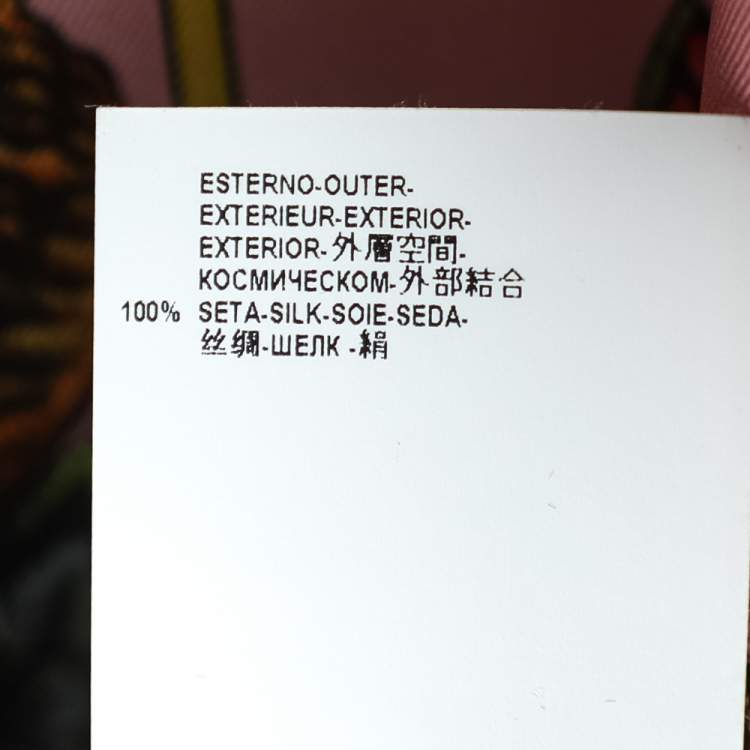 ESTERNO-OUTER-
EXTERIEUR-EXTERIOR-
EXTERIOR-外層空間-
КОСМИЧЕСКОМ-外部結合
100% SETA-SILK-SOIE-SEDA-
丝绸-ШЕЛК -絹